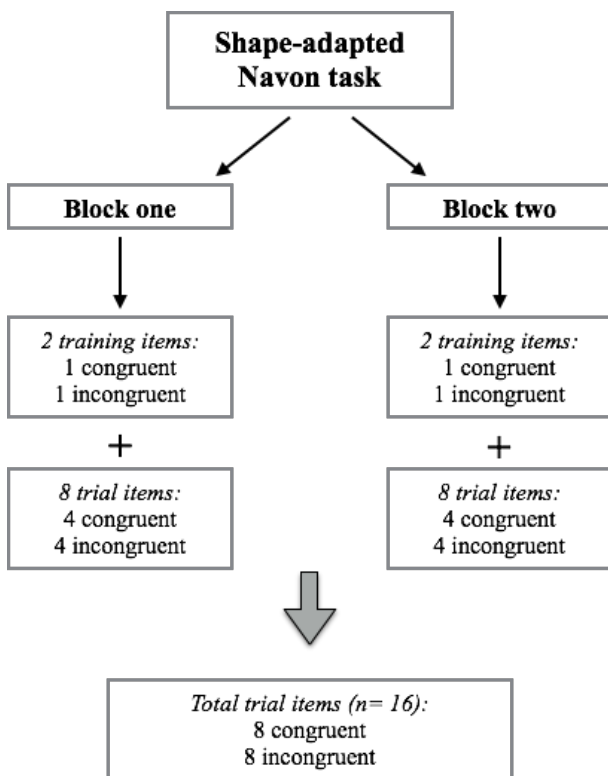 Shape-adapted
Navon task
Block one
Block two
2 training items:
1 congruent
1 incongruent
2 training items:
1 congruent
1 incongruent
+
+
8 trial items:
4 congruent
4 incongruent
8 trial items:
4 congruent
4 incongruent
Total trial items (n= 16):
8 congruent
8 incongruent